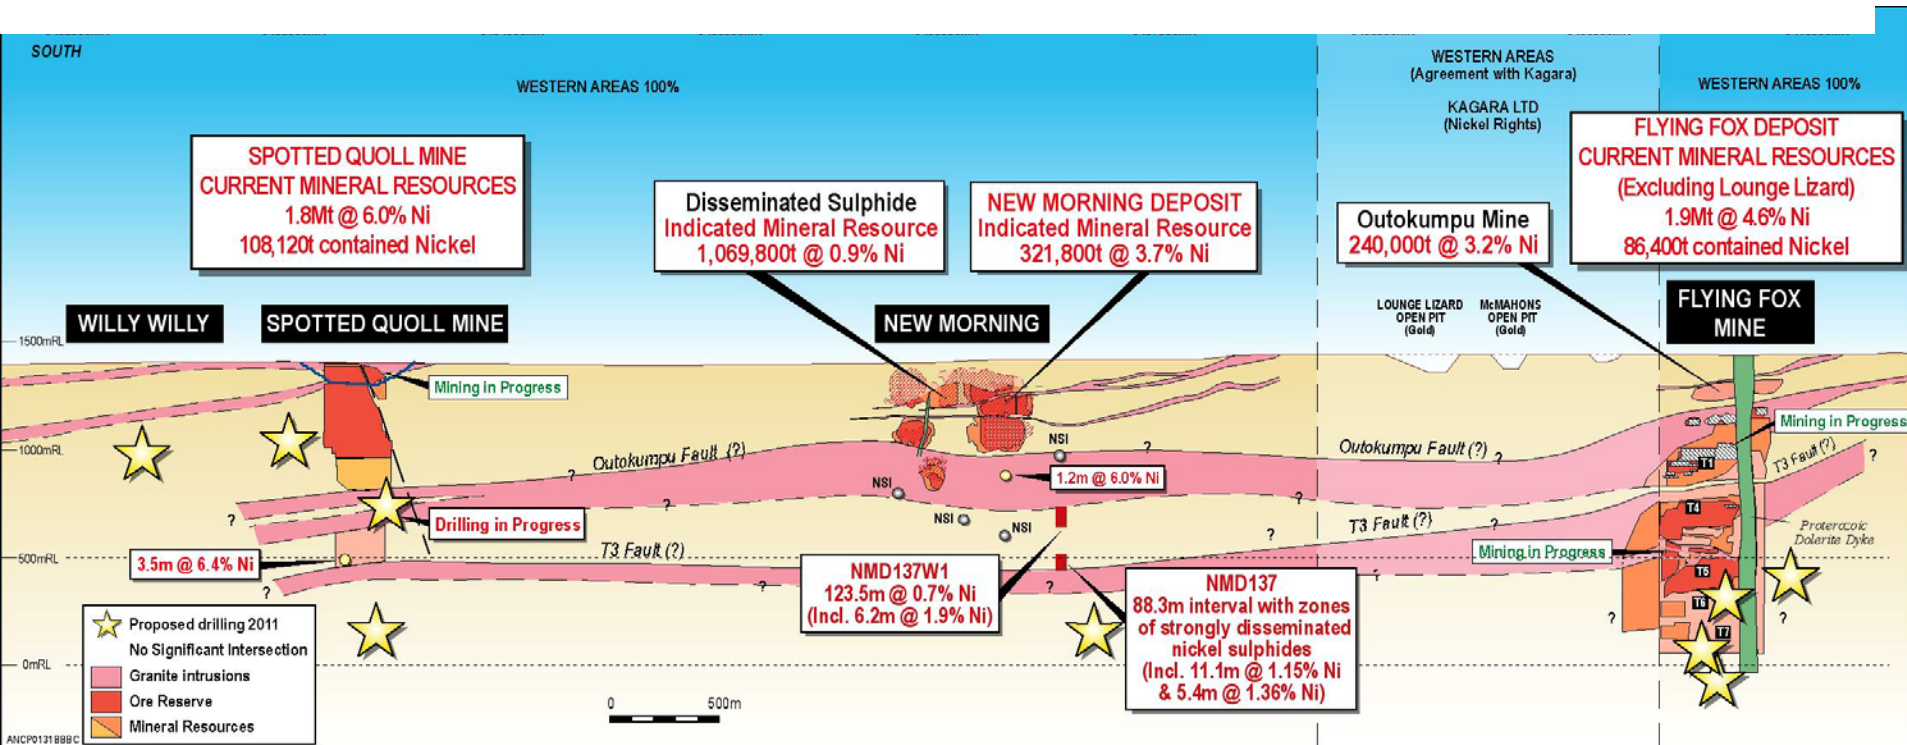 SOUTH
WESTERN AREAS 100%
WESTERN AREAS
(Agreement with Kagara)
KAGARA LTD
(Nickel Rights)
WESTERN AREAS 100%
SPOTTED QUOLL MINE
CURRENT MINERAL RESOURCES
1.8Mt @ 6.0% Ni
108,120t contained Nickel
Disseminated Sulphide
Indicated Mineral Resource
1,069,800t @ 0.9% Ni
NEW MORNING DEPOSIT
Indicated Mineral Resource
321,800t @ 3.7% Ni
Outokumpu Mine
240,000t @ 3.2% Ni
FLYING FOX DEPOSIT
CURRENT MINERAL RESOURCES
(Excluding Lounge Lizard)
1.9Mt @ 4.6% Ni
86,400t contained Nickel
WILLY WILLY
SPOTTED QUOLL MINE
NEW MORNING
LOUNGE LIZARD
OPEN PIT
(Gold)
McMAHONS
OPEN PIT
(Gold)
FLYING FOX
MINE
1500mRL
Mining in Progress
Mining in Progress
1000mRL
Outokumpu Fault (?)
?
NSI
?
Outokumpu Fault (?)
?
T1
T3 Fault (?)
?
NSI
1.2m @ 6.0% Ni
?
?
?
Drilling in Progress
NSI
NSI
?
T3 Fault (?)
?
T4
Proterozoic
Dolerite Dyke
500mRL
3.5m @ 6.4% Ni
T3 Fault (?)
Mining in Progress
T5
?
?
?
?
NMD137W1
123.5m @ 0.7% Ni
(Incl. 6.2m @ 1.9% Ni)
NMD137
88.3m interval with zones
of strongly disseminated
nickel sulphides
(Incl. 11.1m @ 1.15% Ni
& 5.4m @ 1.36% Ni)
T6
?
T7
?
0mRL
Proposed drilling 2011
No Significant Intersection
Granite intrusions
Ore Reserve
Mineral Resources
0
500m